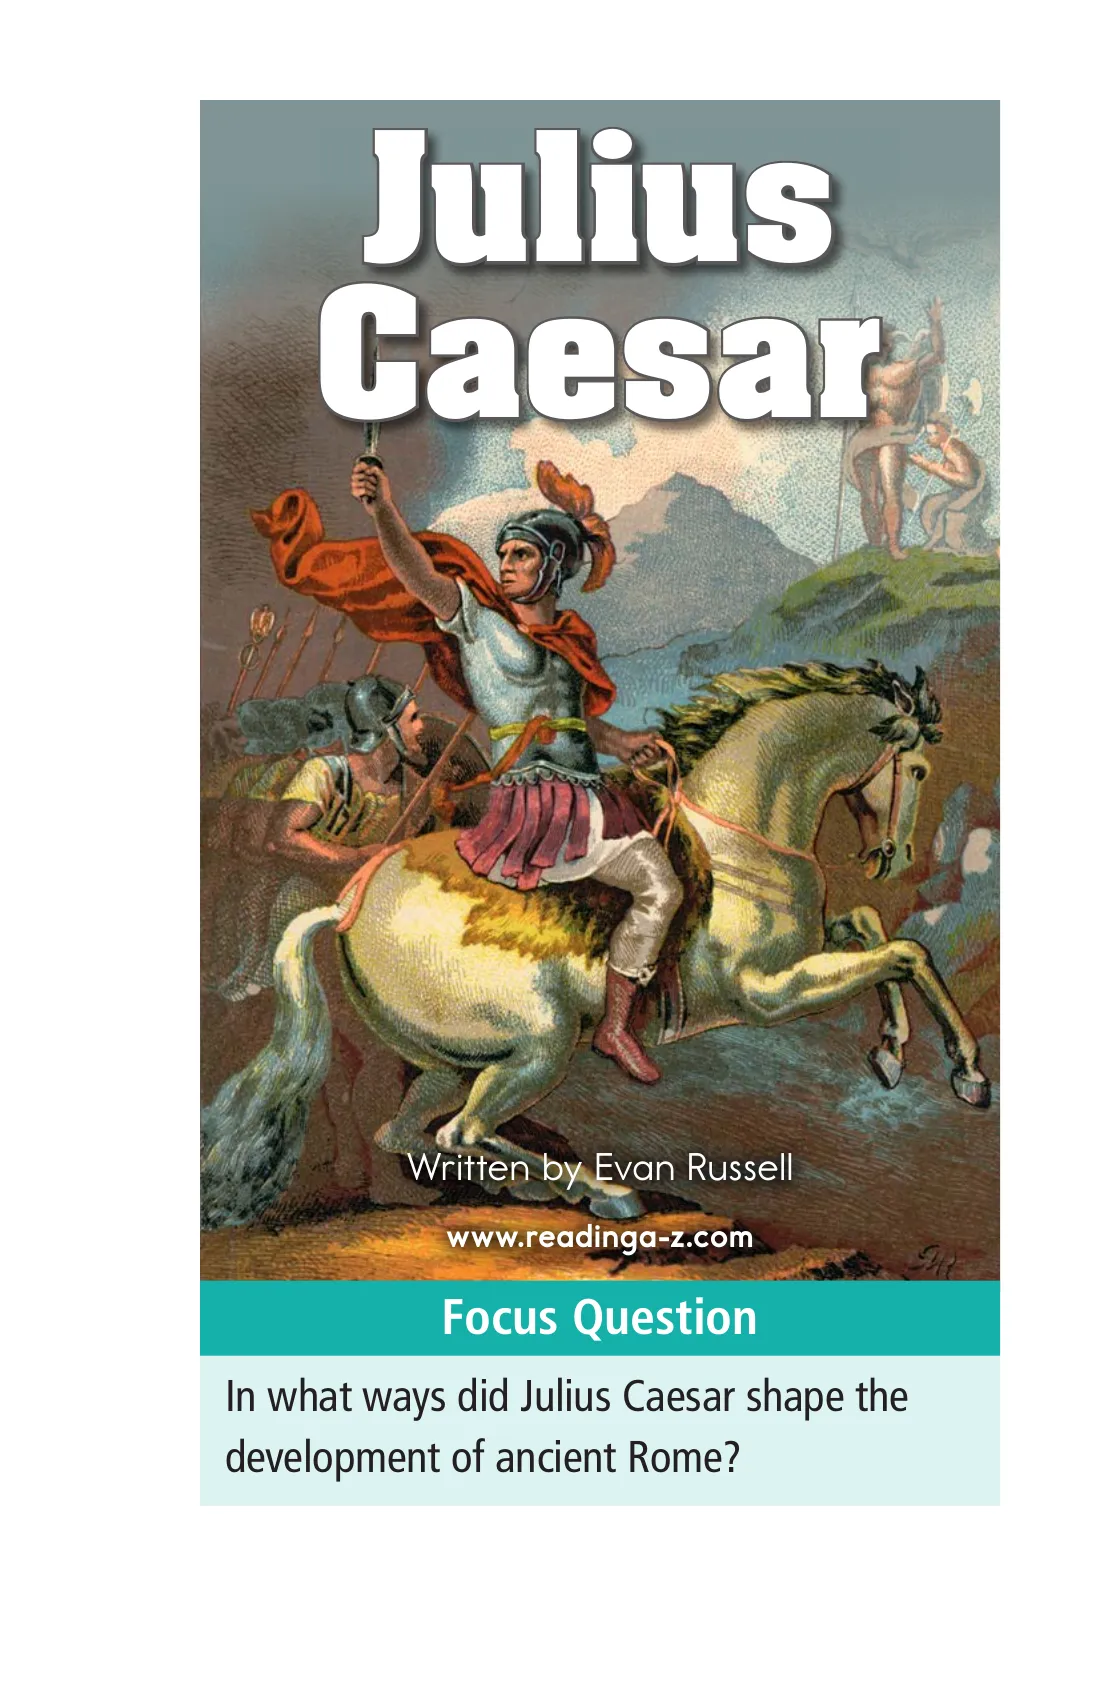 Julius
Caesar
Written by Evan Russell
www.readinga-z.com
Focus Question
In what ways did Julius Caesar shape the
development of ancient Rome?